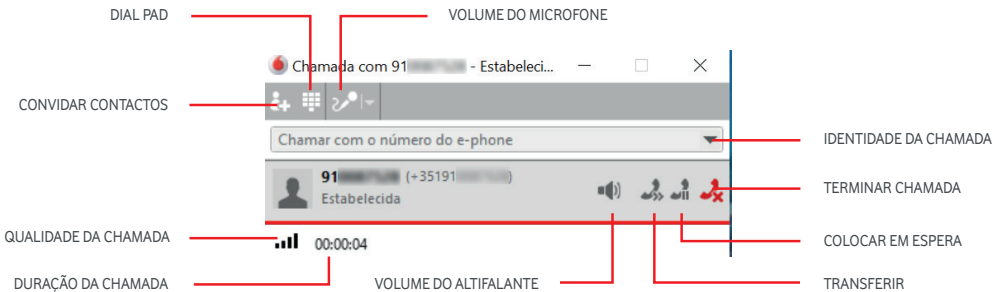 DIAL PAD
VOLUME DO MICROFONE
Chamada com 91 - Estabeleci...
CONVIDAR CONTACTOS
Chamar com o número do e-phone
IDENTIDADE DA CHAMADA
91 (+35191 )
Estabelecida
TERMINAR CHAMADA
QUALIDADE DA CHAMADA
00:00:04
COLOCAR EM ESPERA
DURAÇÃO DA CHAMADA
VOLUME DO ALTIFALANTE
TRANSFERIR